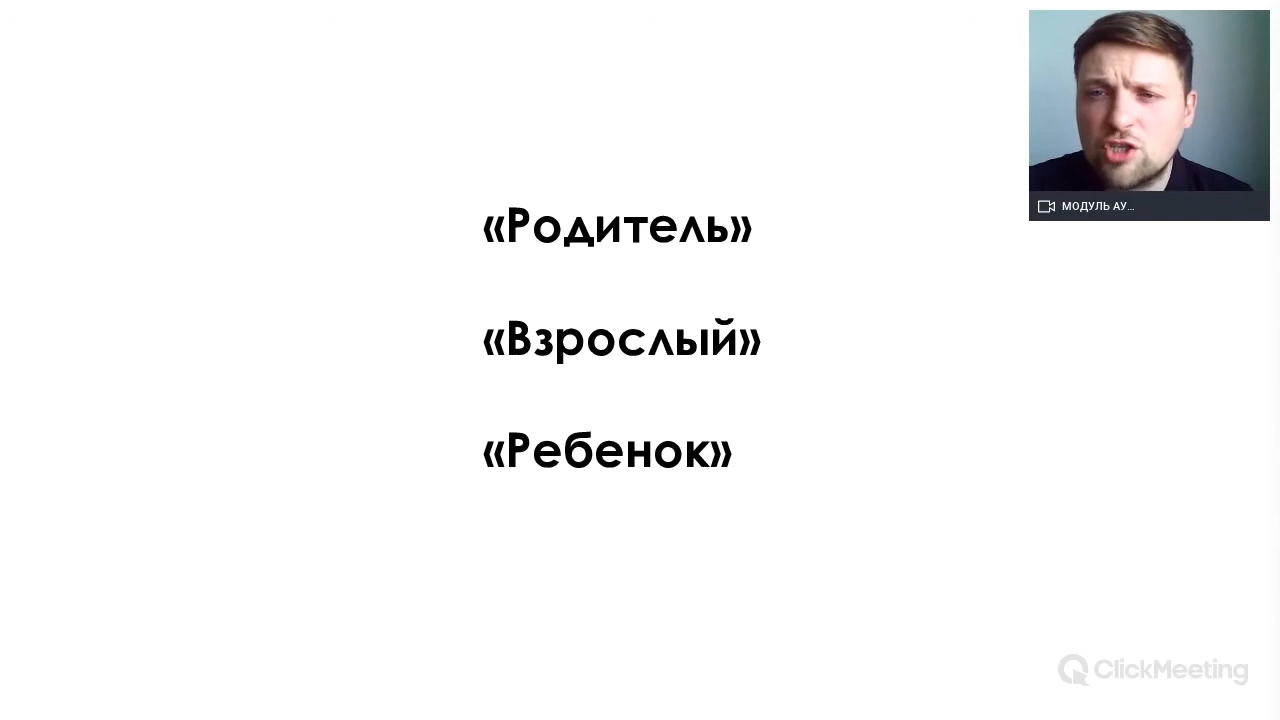 «Родитель»
«Взрослый»
«Ребенок»
МОДУЛЬ АУ...
ClickMeeting